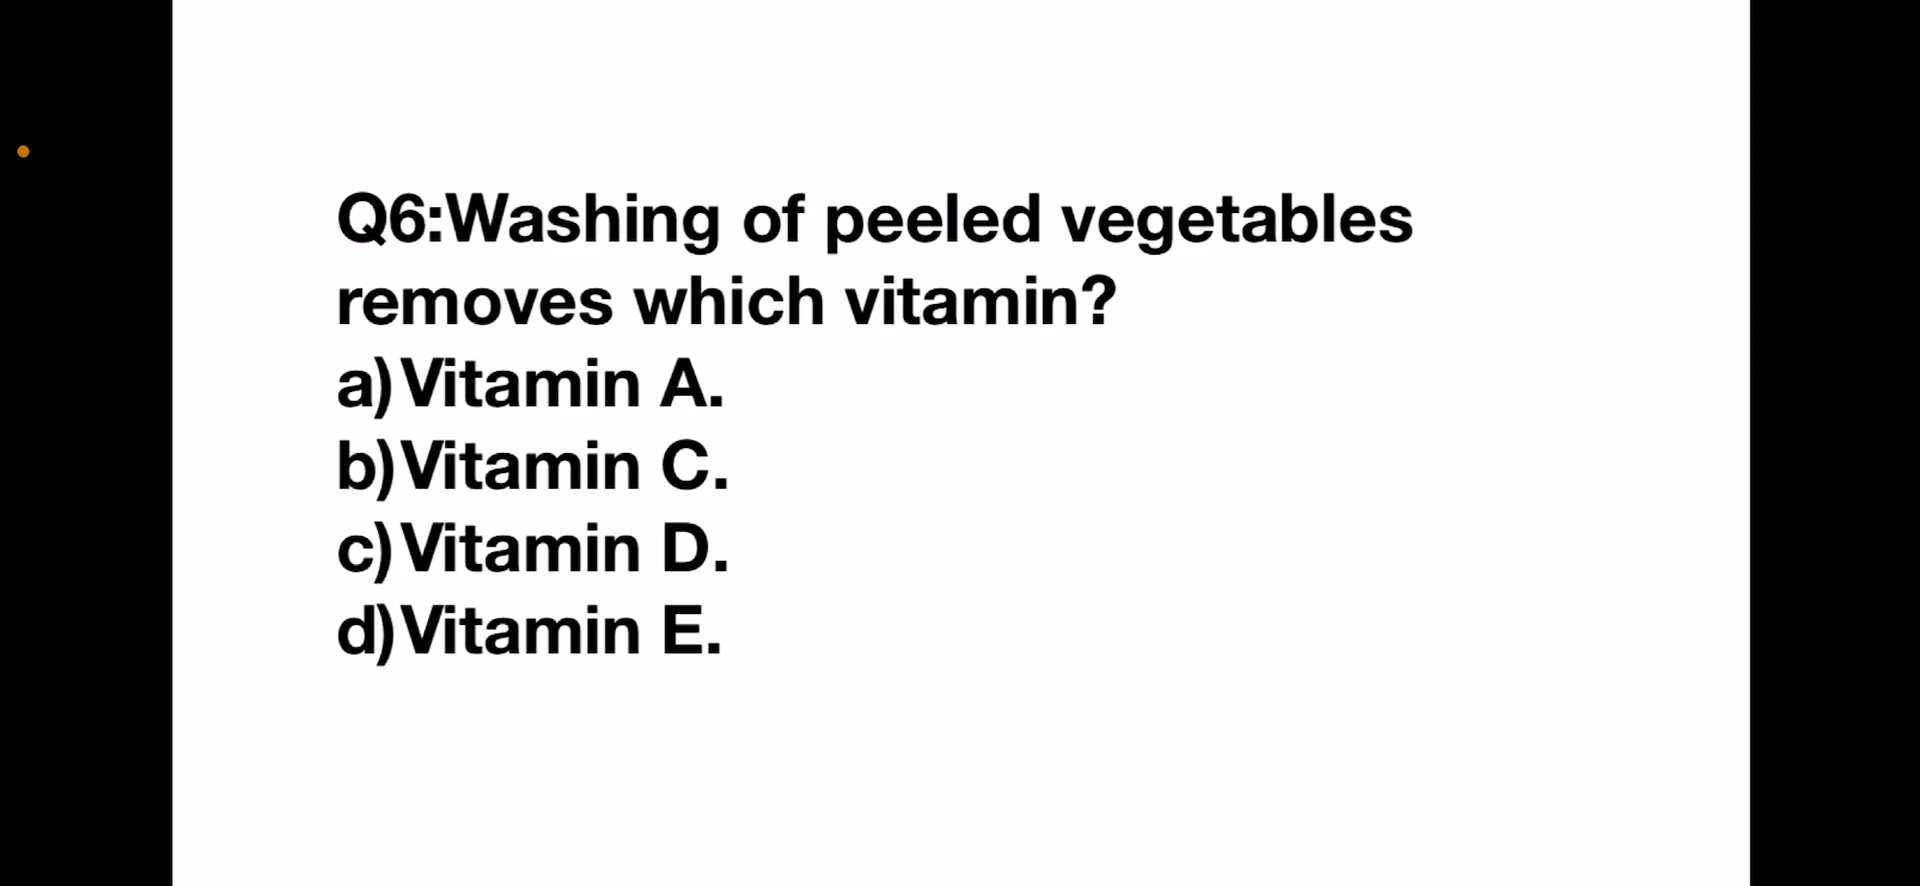 Q6:Washing of peeled vegetables
removes which vitamin?
a)Vitamin A.
b)Vitamin C.
c)Vitamin D.
d)Vitamin E.